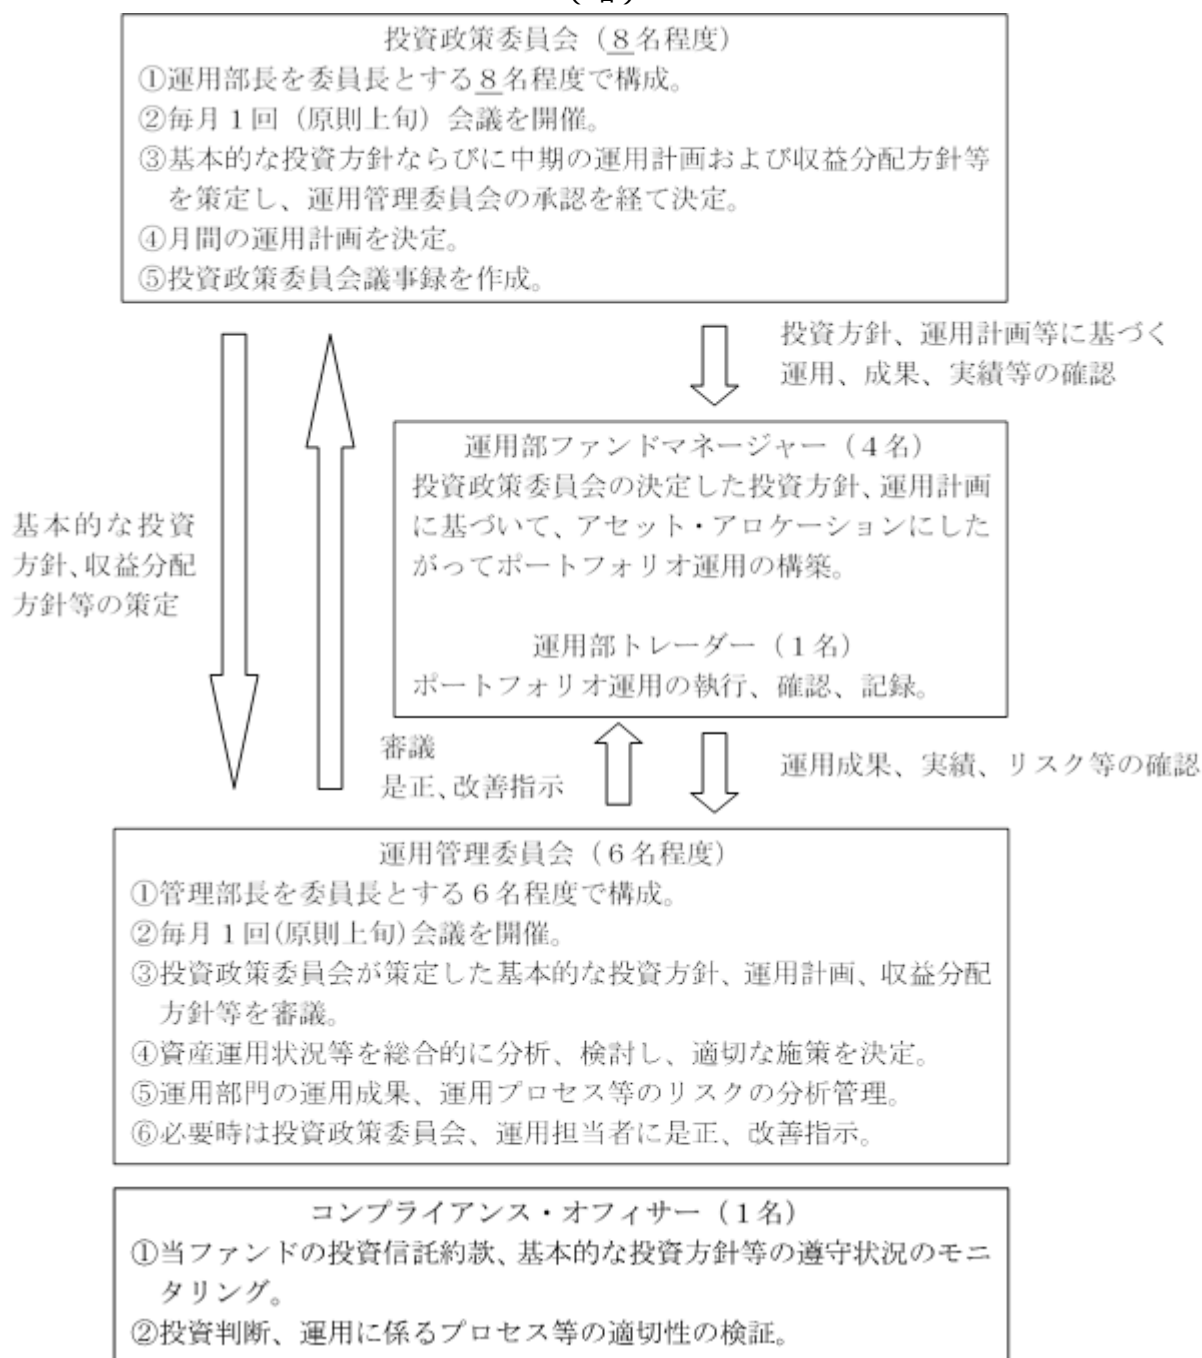 投資政策委員会（８名程度）
①運用部長を委員長とする８名程度で構成。
②毎月１回（原則上旬）会議を開催。
③基本的な投資方針ならびに中期の運用計画および収益分配方針等
を策定し、運用管理委員会の承認を経て決定。
④月間の運用計画を決定。
⑤投資政策委員会議事録を作成。
投資方針、運用計画等に基づく
運用、成果、実績等の確認
運用部ファンドマネージャー（４名）
投資政策委員会の決定した投資方針、運用計画
に基づいて、アセット・アロケーションにした
がってポートフォリオ運用の構築。
運用部トレーダー（１名）
ポートフォリオ運用の執行、確認、記録。
基本的な投資
方針、収益分配
方針等の策定
審議
是正、改善指示
運用成果、実績、リスク等の確認
運用管理委員会（６名程度）
①管理部長を委員長とする６名程度で構成。
②毎月１回(原則上旬)会議を開催。
③投資政策委員会が策定した基本的な投資方針、運用計画、収益分配
方針等を審議。
④資産運用状況等を総合的に分析、検討し、適切な施策を決定。
⑤運用部門の運用成果、運用プロセス等のリスクの分析管理。
⑥必要時は投資政策委員会、運用担当者に是正、改善指示。
コンプライアンス・オフィサー（１名）
①当ファンドの投資信託約款、基本的な投資方針等の遵守状況のモニ
タリング。
②投資判断、運用に係るプロセス等の適切性の検証。